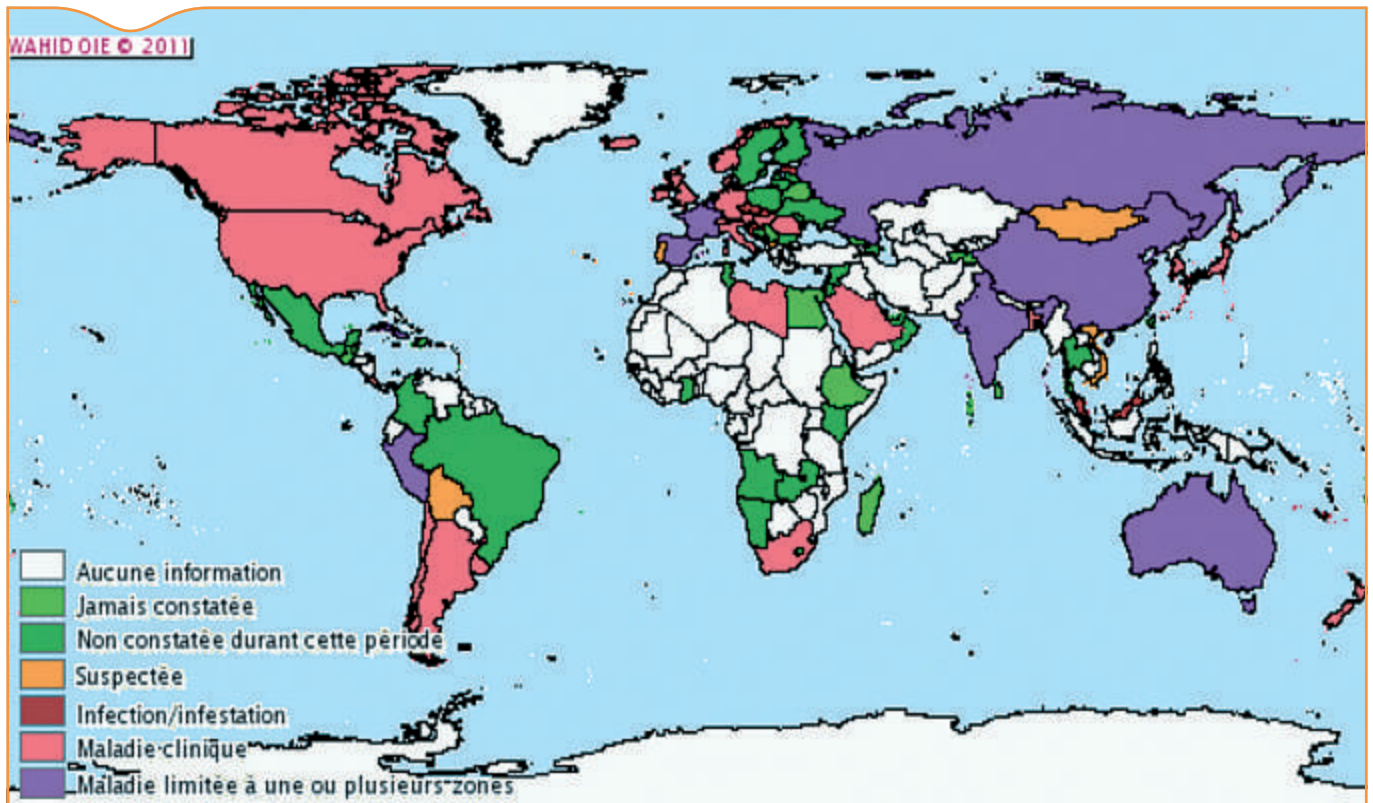 WAHID OIE © 2011
Aucune information
Jamais constatée
Non constatée durant cette période
Suspectée
Infection/infestation
Maladie clinique
Maladie limitée à une ou plusieurs zones